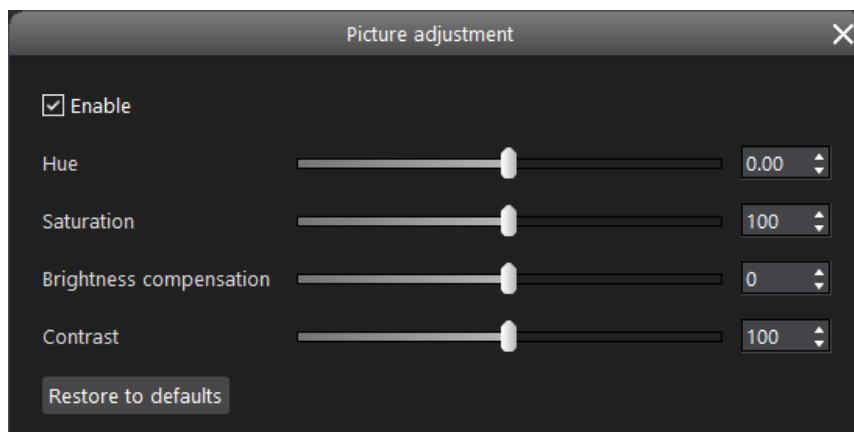 Picture adjustment
Enable
Hue 0.00
Saturation 100
Brightness compensation 0
Contrast 100
Restore to defaults